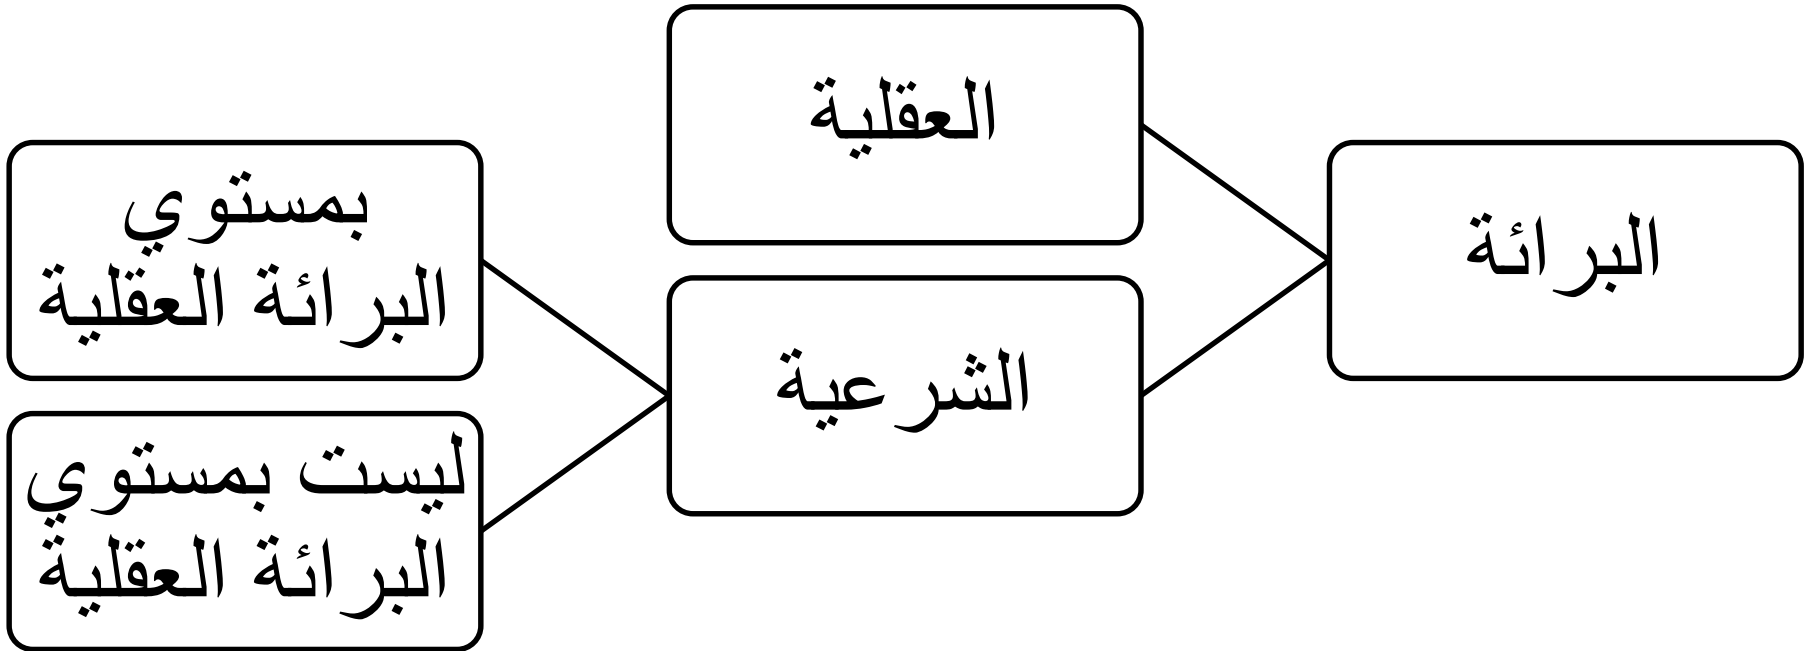 البرائة
العقلية
الشرعية
بمستوي
البرائة العقلية
ليست بمستوي
البرائة العقلية